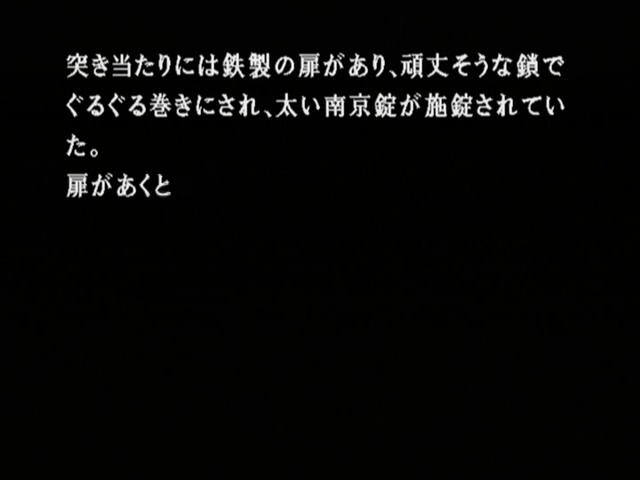 突き当たりには鉄製の扉があり、頑丈そうな鎖で
ぐるぐる巻きにされ、太い南京錠が施錠されてい
た。
扉があくと